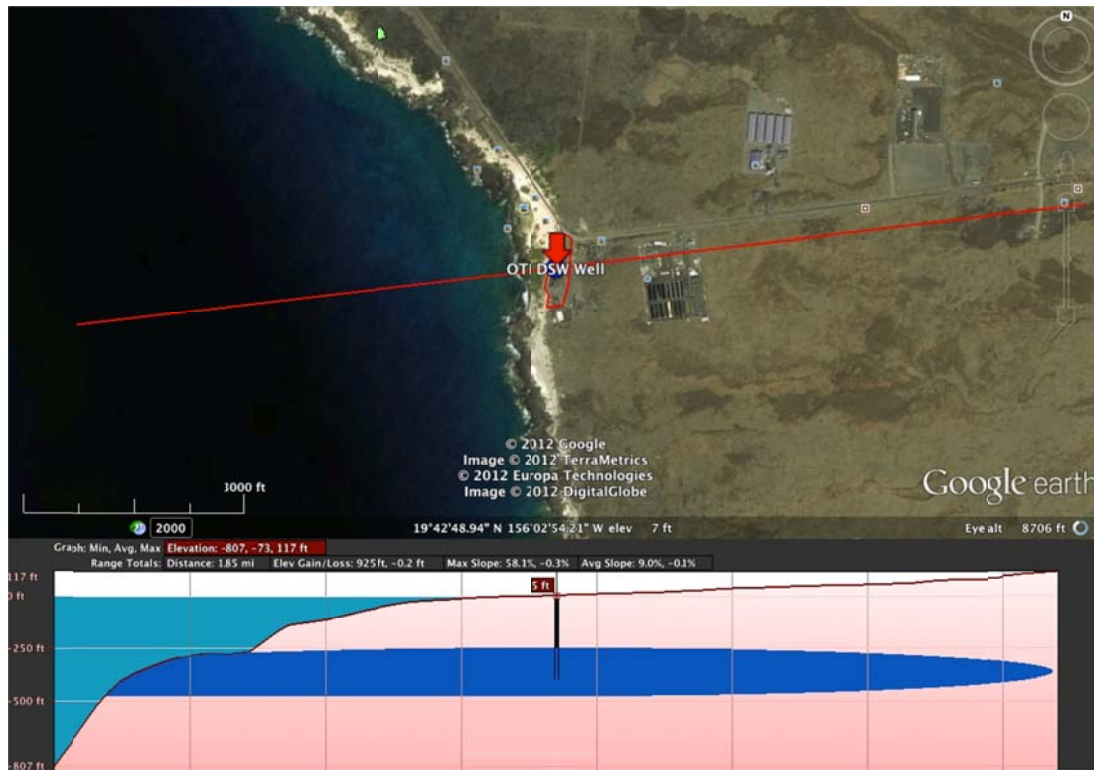 N
OTI DSW Well
© 2012 Google
Image © 2012 TerraMetrics
© 2012 Europa Technologies
Image © 2012 DigitalGlobe
Google earth
3000 ft
2000
19°42'48.94" N 156°02'54.21" W elev 7 ft
Eye alt 8706 ft
Graph: Min, Avg, Max Elevation: -807, -73, 117 ft
Range Totals: Distance: 1.85 mi Elev Gain/Loss: 925 ft, -0.2 ft Max Slope: 58.1%, -0.3% Avg Slope: 9.0%, -0.1%
117 ft
5 ft
0 ft
-250 ft
-500 ft
-807 ft